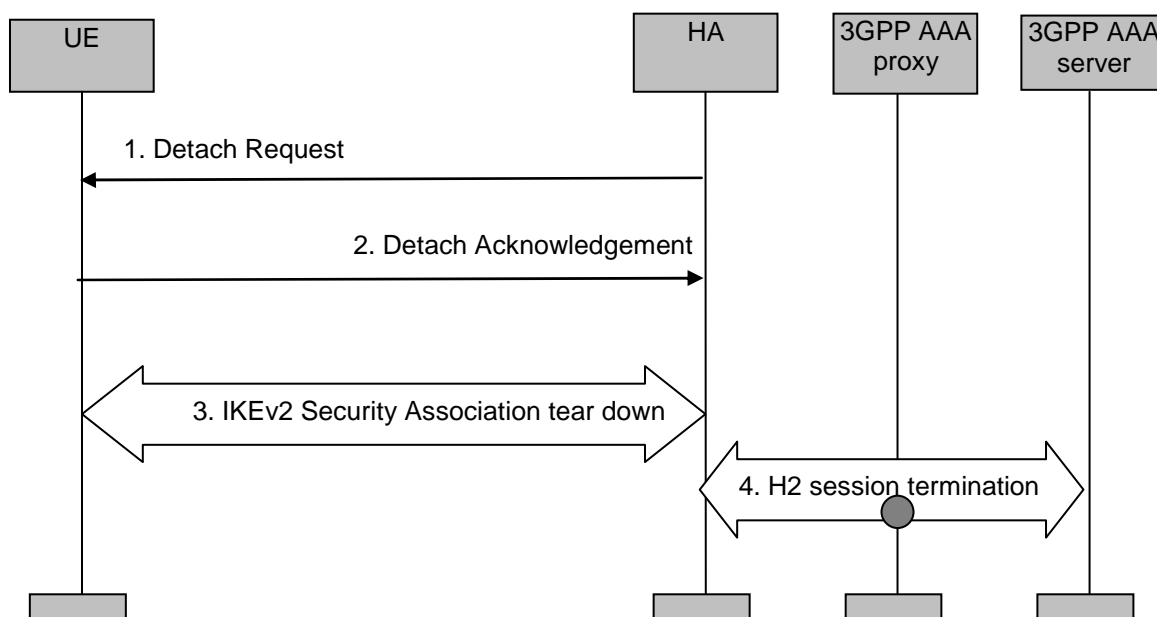 UE
HA
3GPP AAA
proxy
3GPP AAA
server
1. Detach Request
2. Detach Acknowledgement
3. IKEv2 Security Association tear down
4. H2 session termination